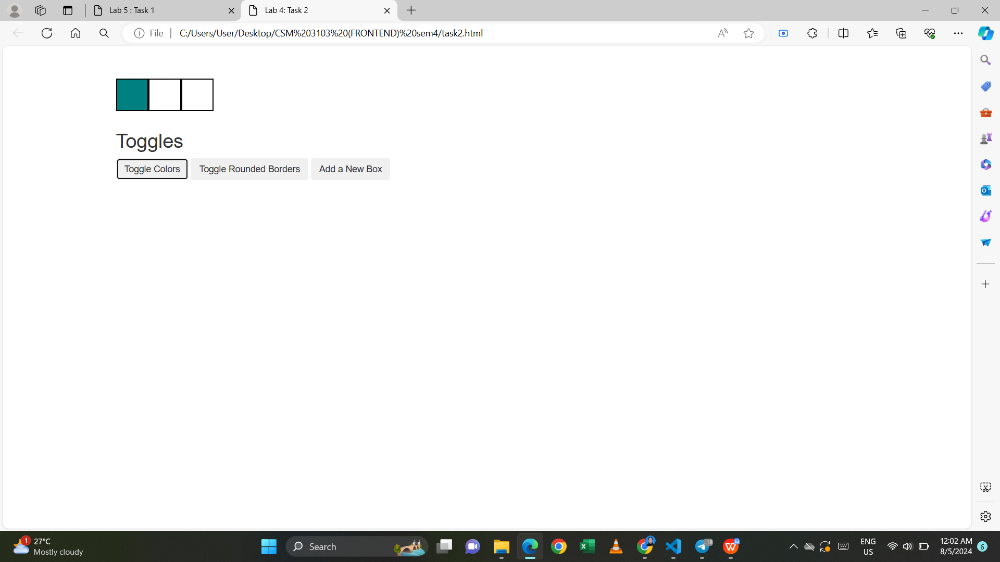 Lab 5 : Task 1
Lab 4: Task 2
File
C:/Users/User/Desktop/CSM%203103%20(FRONTEND)%20sem4/task2.html
Toggles
Toggle Colors
Toggle Rounded Borders
Add a New Box
1
27°C
Mostly cloudy
Search
..18
ENG
US
12:02 AM
8/5/2024
6